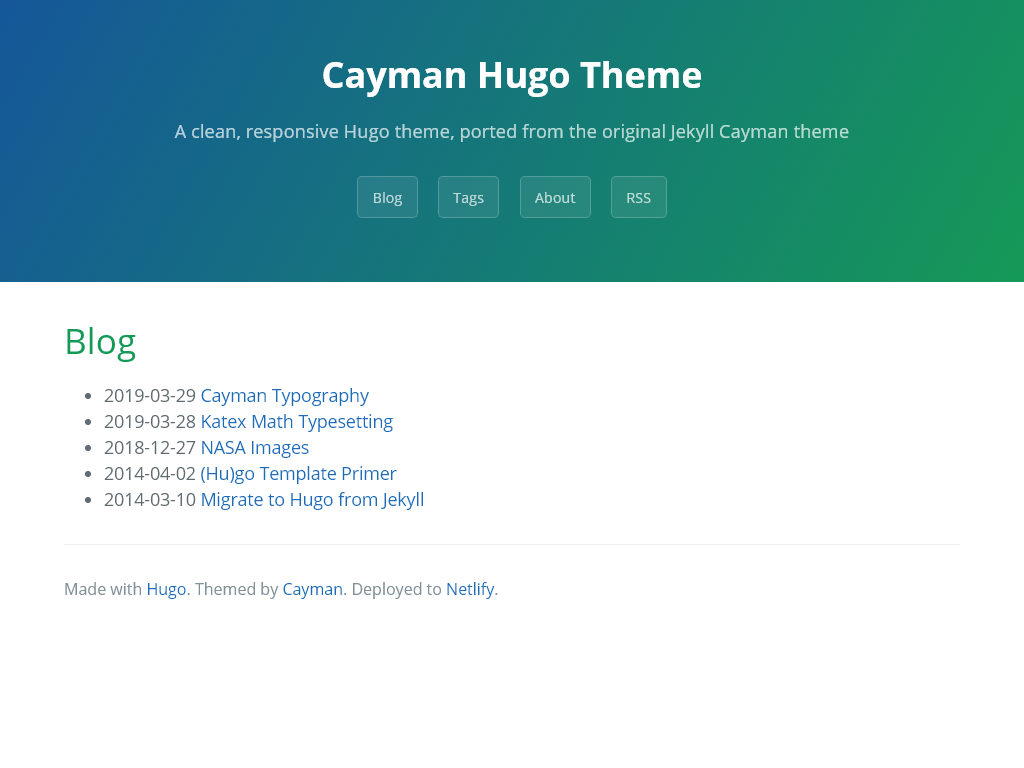 Cayman Hugo Theme
A clean, responsive Hugo theme, ported from the original Jekyll Cayman theme
Blog Tags About RSS
Blog
2019-03-29 Cayman Typography
2019-03-28 Katex Math Typesetting
2018-12-27 NASA Images
2014-04-02 (Hu)go Template Primer
2014-03-10 Migrate to Hugo from Jekyll
Made with Hugo. Themed by Cayman. Deployed to Netlify.